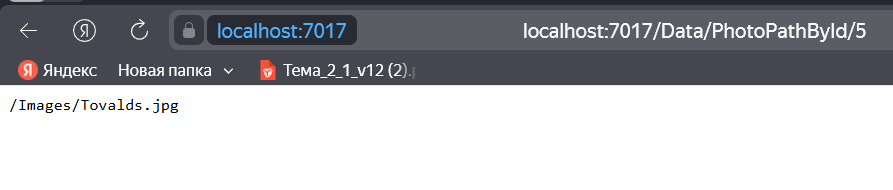 localhost:7017 localhost:7017/Data/PhotoPathById/5
Яндекс Новая папка Тема_2_1_v12 (2).
/Images/Tovalds.jpg